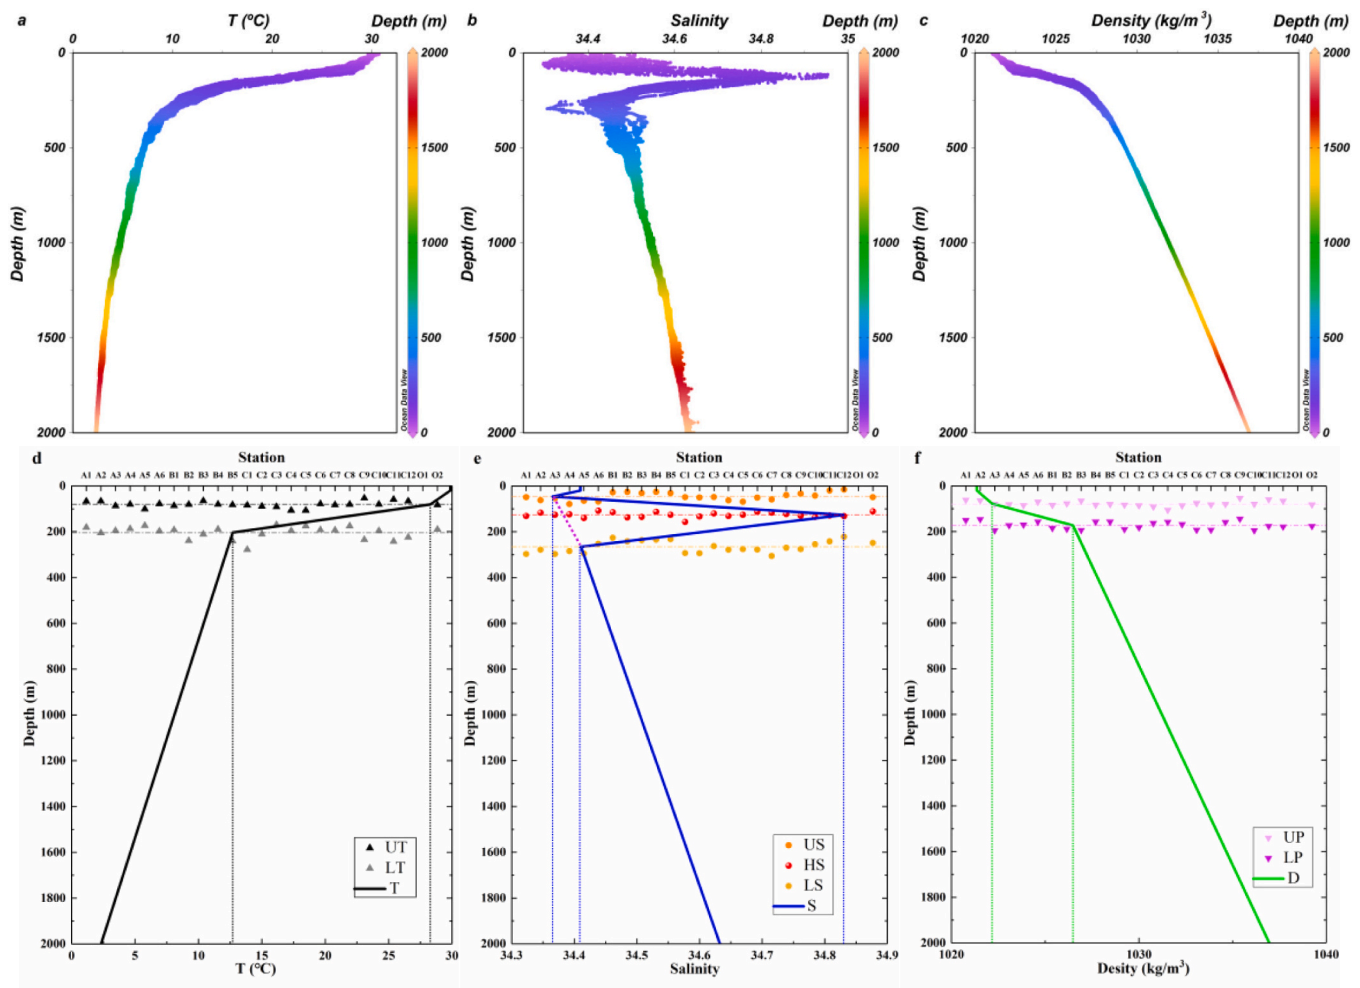 a T (ºC) Depth (m)
0 10 20 30
0 500 1000 1500 2000
Depth (m)
2000 1500 1000 500 0
Ocean Data View
b Salinity Depth (m)
34.4 34.6 34.8 35
0 500 1000 1500 2000
Depth (m)
2000 1500 1000 500 0
Ocean Data View
c Density (kg/m³) Depth (m)
1020 1025 1030 1035 1040
0 500 1000 1500 2000
Depth (m)
2000 1500 1000 500 0
Ocean Data View
d Station
A1 A2 A3 A4 A5 A6 B1 B2 B3 B4 B5 C1 C2 C3 C4 C5 C6 C7 C8 C9 C10 C11 C12 O1 O2
0 200 400 600 800 1000 1200 1400 1600 1800 2000
Depth (m)
UT
LT
T
0 5 10 15 20 25 30
T (°C)
e Station
A1 A2 A3 A4 A5 A6 B1 B2 B3 B4 B5 C1 C2 C3 C4 C5 C6 C7 C8 C9 C10 C11 C12 O1 O2
0 200 400 600 800 1000 1200 1400 1600 1800 2000
Depth (m)
US
HS
LS
S
34.3 34.4 34.5 34.6 34.7 34.8 34.9
Salinity
f Station
A1 A2 A3 A4 A5 A6 B1 B2 B3 B4 B5 C1 C2 C3 C4 C5 C6 C7 C8 C9 C10 C11 C12 O1 O2
0 200 400 600 800 1000 1200 1400 1600 1800 2000
Depth (m)
UP
LP
D
1020 1030 1040
Desity (kg/m³)